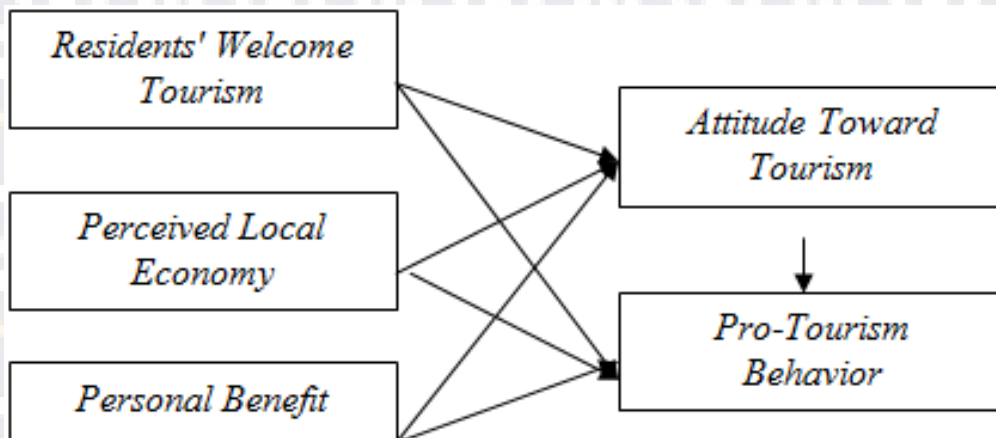 Residents' Welcome
Tourism
Attitude Toward
Tourism
Perceived Local
Economy
Pro-Tourism
Behavior
Personal Benefit